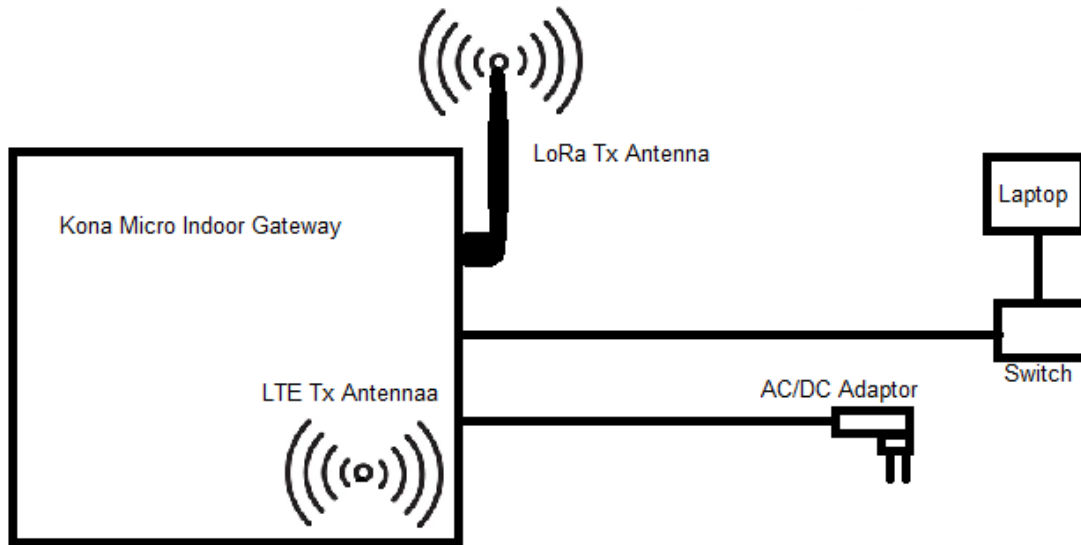 LoRa Tx Antenna
Kona Micro Indoor Gateway
Laptop
Switch
LTE Tx Antennaa
AC/DC Adaptor